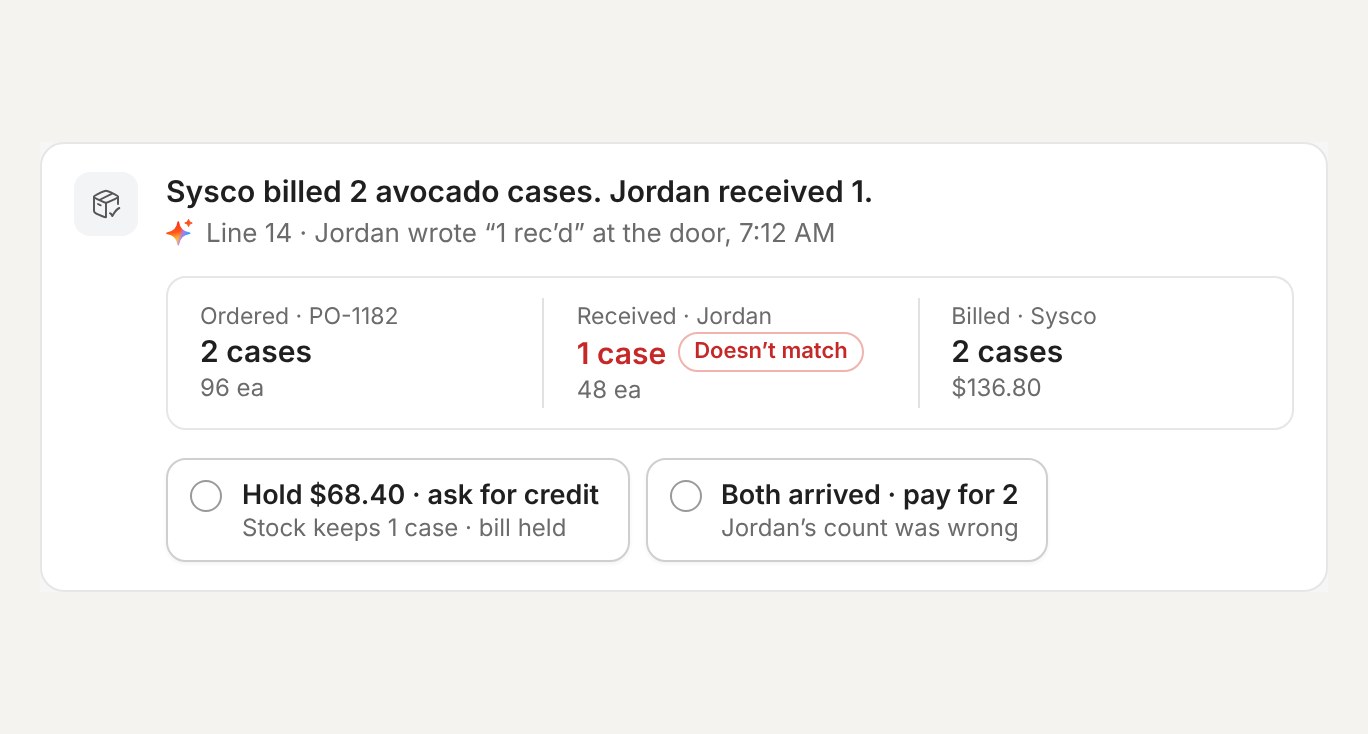 Sysco billed 2 avocado cases. Jordan received 1.
Line 14 · Jordan wrote “1 rec’d” at the door, 7:12 AM
Ordered · PO-1182
2 cases
96 ea
Received · Jordan
1 case Doesn’t match
48 ea
Billed · Sysco
2 cases
$136.80
Hold $68.40 · ask for credit
Stock keeps 1 case · bill held
Both arrived · pay for 2
Jordan’s count was wrong